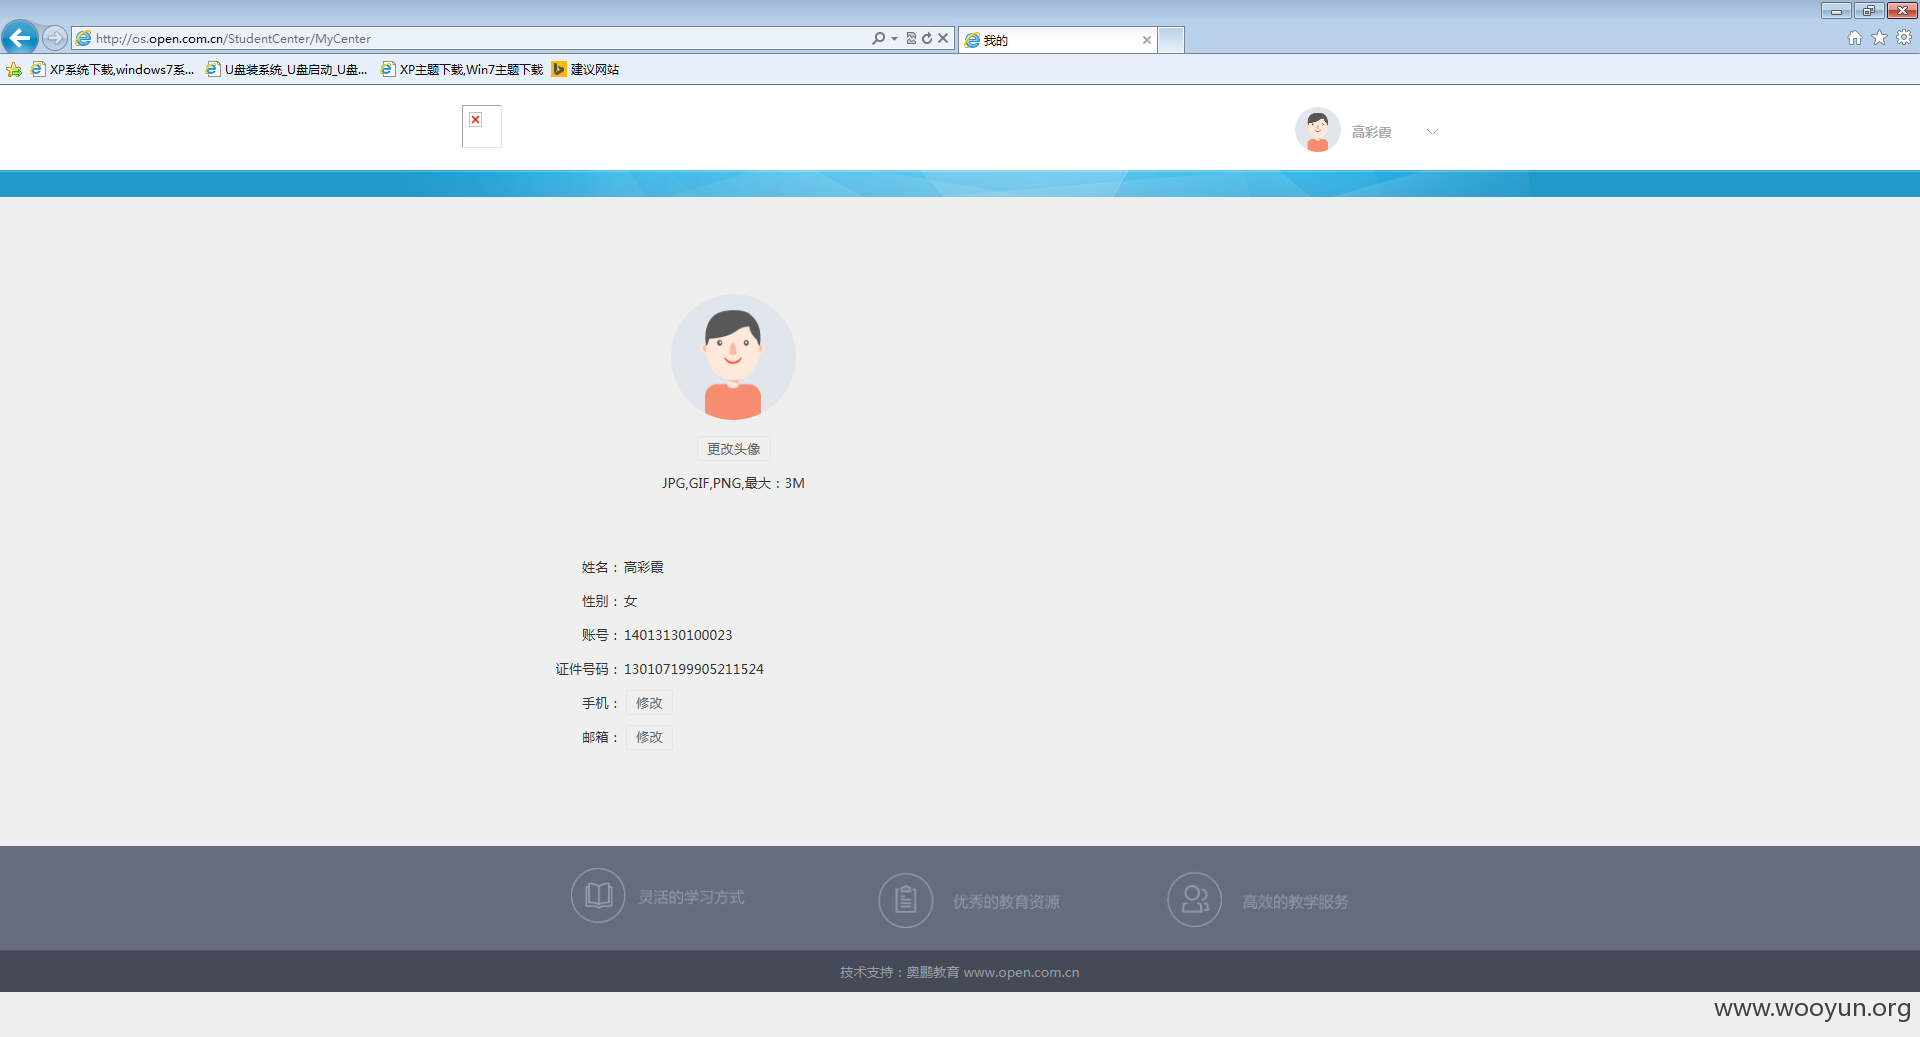 http://os.open.com.cn/StudentCenter/MyCenter
我的
XP系统下载,windows7系...
U盘装系统_U盘启动_U盘...
XP主题下载,Win7主题下载
建议网站
高彩霞
更改头像
JPG,GIF,PNG,最大：3M
姓名：高彩霞
性别：女
账号：14013130100023
证件号码：130107199905211524
手机：修改
邮箱：修改
灵活的学习方式
优秀的教育资源
高效的教学服务
技术支持：奥鹏教育 www.open.com.cn
www.wooyun.org